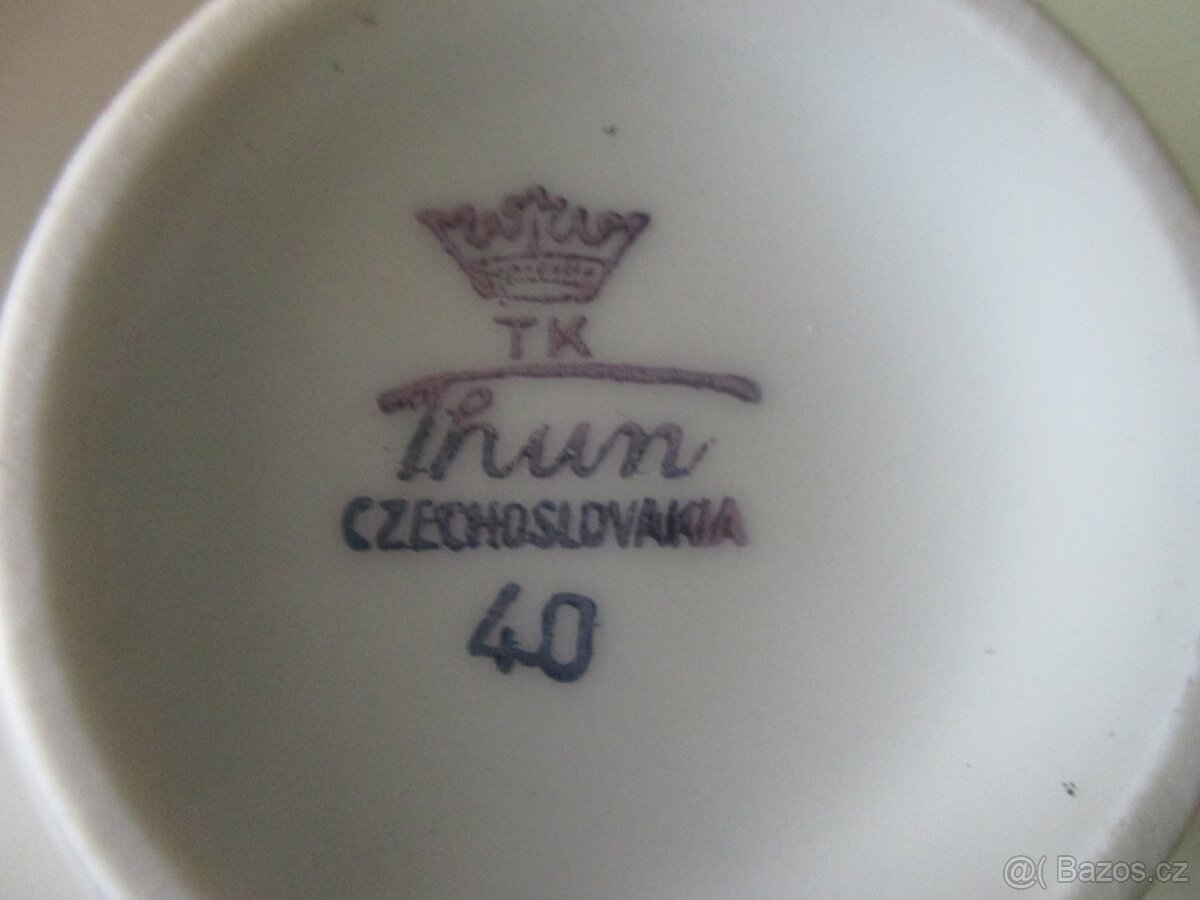 TK
Thun
CZECHOSLOVAKIA
40
@( Bazos.cz